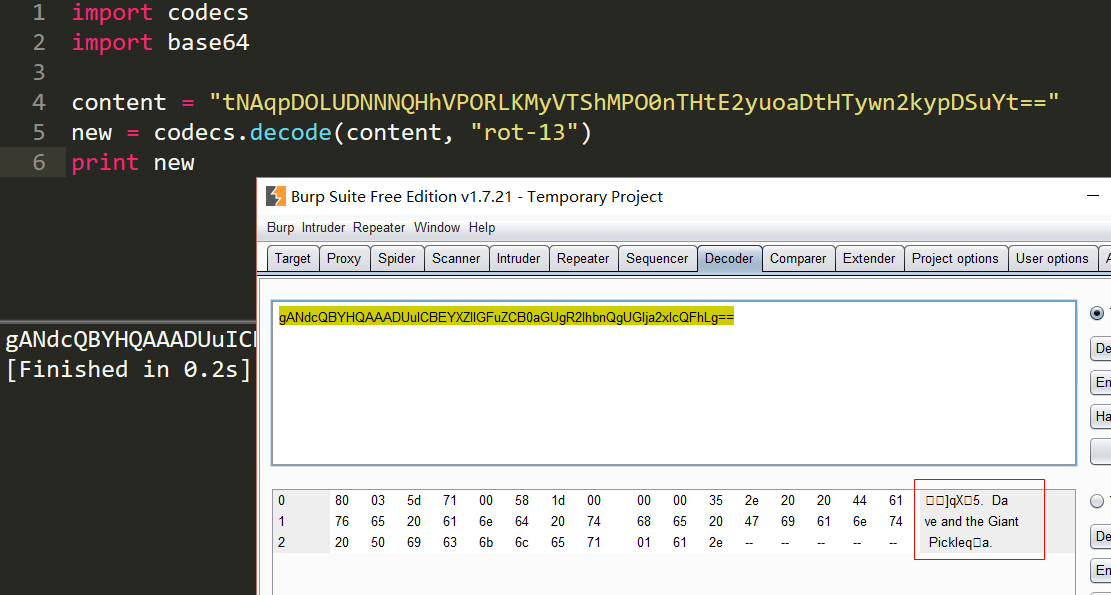 1 import codecs
2 import base64
3
4 content = "tNAqpDOLUDNNNQHhVPORLKMyVTShMPO0nTHtE2yuoaDtHTywn2kypDSuYt=="
5 new = codecs.decode(content, "rot-13")
6 print new
gANdcQBYHQAAADUuIC
[Finished in 0.2s]
Burp Suite Free Edition v1.7.21 - Temporary Project
Burp Intruder Repeater Window Help
Target Proxy Spider Scanner Intruder Repeater Sequencer Decoder Comparer Extender Project options User options
gANdcQBYHQAAADUuICBEYXZlIGFuZCB0aGUgR2lhbnQgUGlja2xlcQFhLg==
De
En
Ha
0 80 03 5d 71 00 58 1d 00 00 00 35 2e 20 20 44 61 □□]qX□5. Da
1 76 65 20 61 6e 64 20 74 68 65 20 47 69 61 6e 74 ve and the Giant
2 20 50 69 63 6b 6c 65 71 01 61 2e -- -- -- -- -- Pickleq□a.
De
En